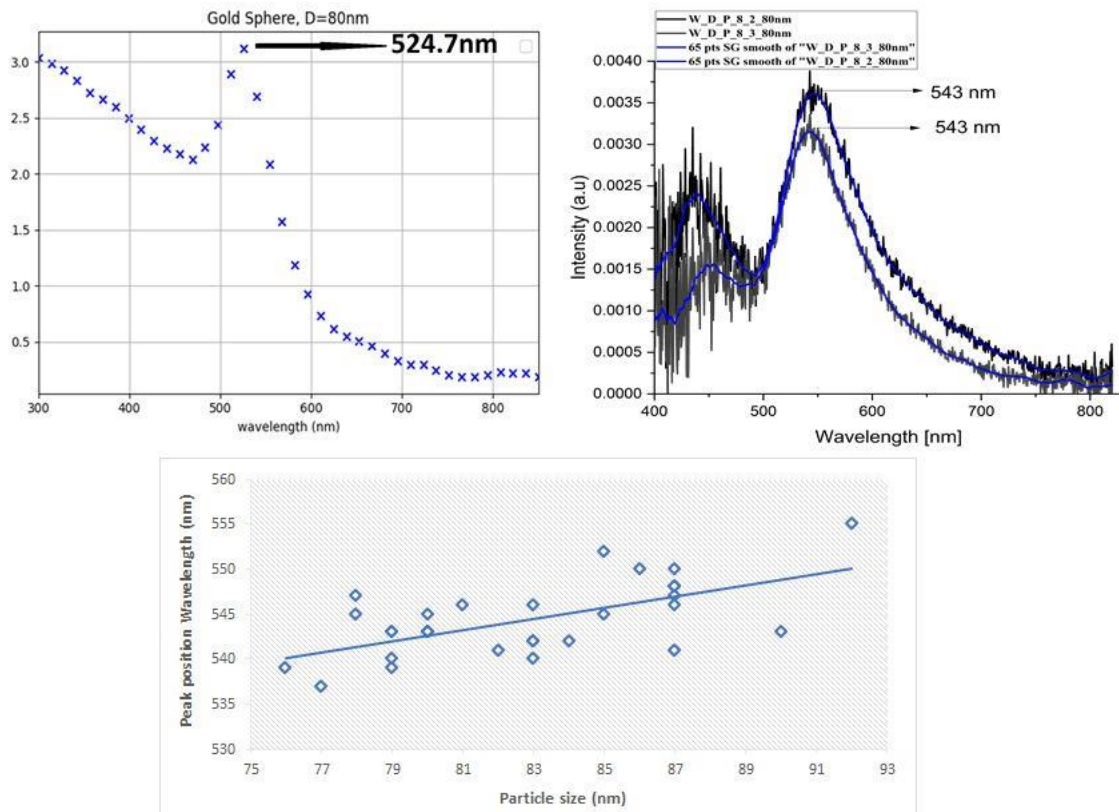 Gold Sphere, D=80nm
524.7nm
3.0
2.5
2.0
1.5
1.0
0.5
300 400 500 600 700 800
wavelength (nm)
W_D_P_8_2_80nm
W_D_P_8_3_80nm
65 pts SG smooth of "W_D_P_8_3_80nm"
65 pts SG smooth of "W_D_P_8_2_80nm"
0.0040
0.0035
0.0030
0.0025
0.0020
0.0015
0.0010
0.0005
0.0000
Intensity (a.u)
543 nm
543 nm
400 500 600 700 800
Wavelength [nm]
Peak position Wavelength (nm)
560
555
550
545
540
535
530
75 77 79 81 83 85 87 89 91 93
Particle size (nm)